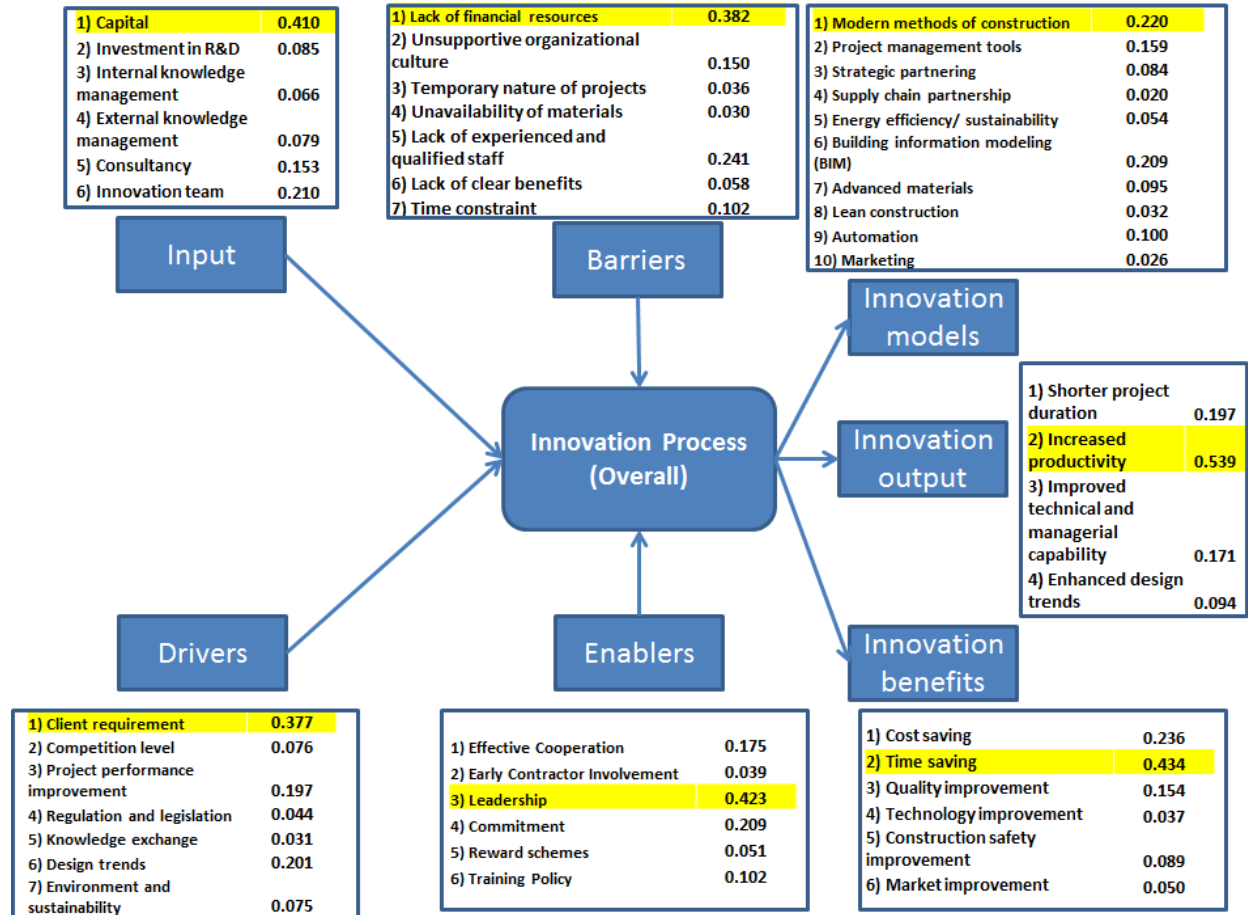 1) Capital 0.410
2) Investment in R&D 0.085
3) Internal knowledge
management 0.066
4) External knowledge
management 0.079
5) Consultancy 0.153
6) Innovation team 0.210
Input
1) Lack of financial resources 0.382
2) Unsupportive organizational
culture 0.150
3) Temporary nature of projects 0.036
4) Unavailability of materials 0.030
5) Lack of experienced and
qualified staff 0.241
6) Lack of clear benefits 0.058
7) Time constraint 0.102
Barriers
1) Modern methods of construction 0.220
2) Project management tools 0.159
3) Strategic partnering 0.084
4) Supply chain partnership 0.020
5) Energy efficiency/ sustainability 0.054
6) Building information modeling
(BIM) 0.209
7) Advanced materials 0.095
8) Lean construction 0.032
9) Automation 0.100
10) Marketing 0.026
Innovation
models
Innovation Process
(Overall)
Innovation
output
1) Shorter project
duration 0.197
2) Increased
productivity 0.539
3) Improved
technical and
managerial
capability 0.171
4) Enhanced design
trends 0.094
Drivers
1) Client requirement 0.377
2) Competition level 0.076
3) Project performance
improvement 0.197
4) Regulation and legislation 0.044
5) Knowledge exchange 0.031
6) Design trends 0.201
7) Environment and
sustainability 0.075
Enablers
1) Effective Cooperation 0.175
2) Early Contractor Involvement 0.039
3) Leadership 0.423
4) Commitment 0.209
5) Reward schemes 0.051
6) Training Policy 0.102
Innovation
benefits
1) Cost saving 0.236
2) Time saving 0.434
3) Quality improvement 0.154
4) Technology improvement 0.037
5) Construction safety
improvement 0.089
6) Market improvement 0.050